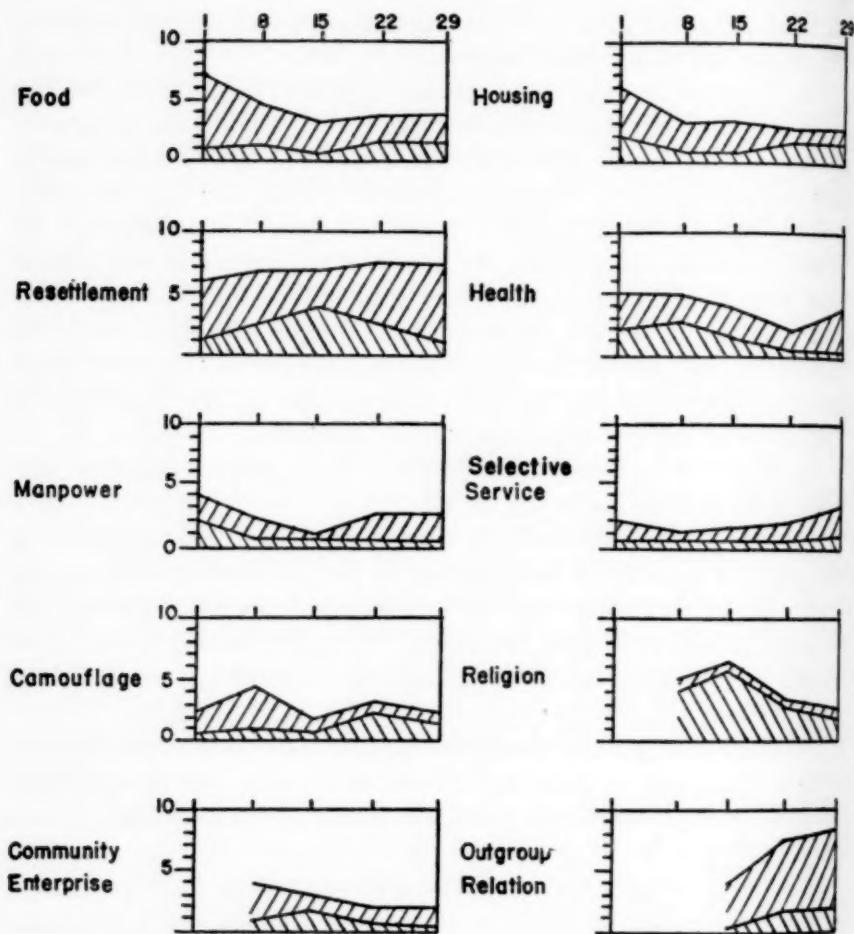 1 8 15 22 29
1 8 15 22 29
10
Food
5
0
Housing
10
Resettlement
5
Health
10
Manpower
5
0
Selective
Service
10
Camouflage
5
0
Religion
10
Community
Enterprise
5
Outgroup
Relation